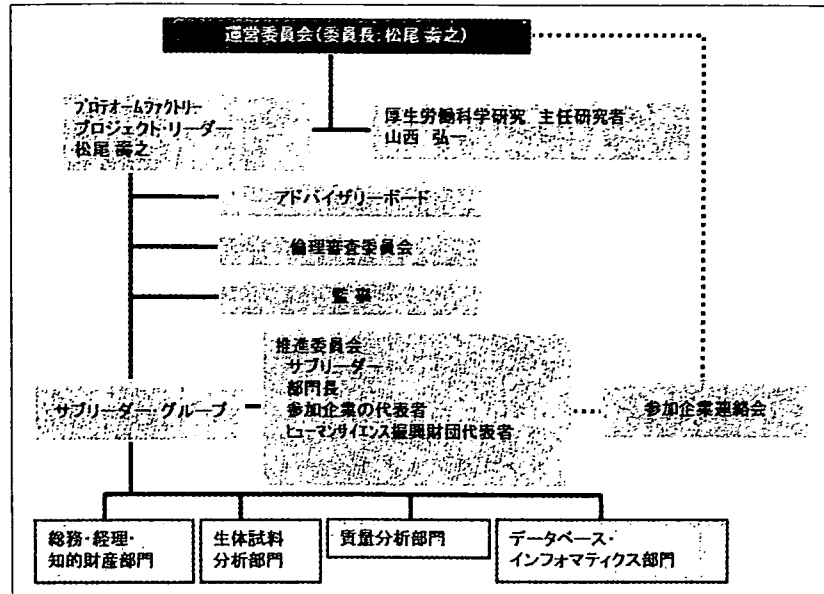 運営委員会(委員長:松尾 壽之)
プロテオームファクトリー
プロジェクト・リーダー
松尾 壽之
厚生労働科学研究 主任研究者
山西 弘一
アドバイザリーボード
倫理審査委員会
監事
推進委員会
サブリーダー
部門長
参加企業の代表者
ヒューマンサイエンス振興財団代表者
サブリーダー・グループ
参加企業連絡会
総務・経理・
知的財産部門
生体試料
分析部門
質量分析部門
データベース・
インフォマティクス部門